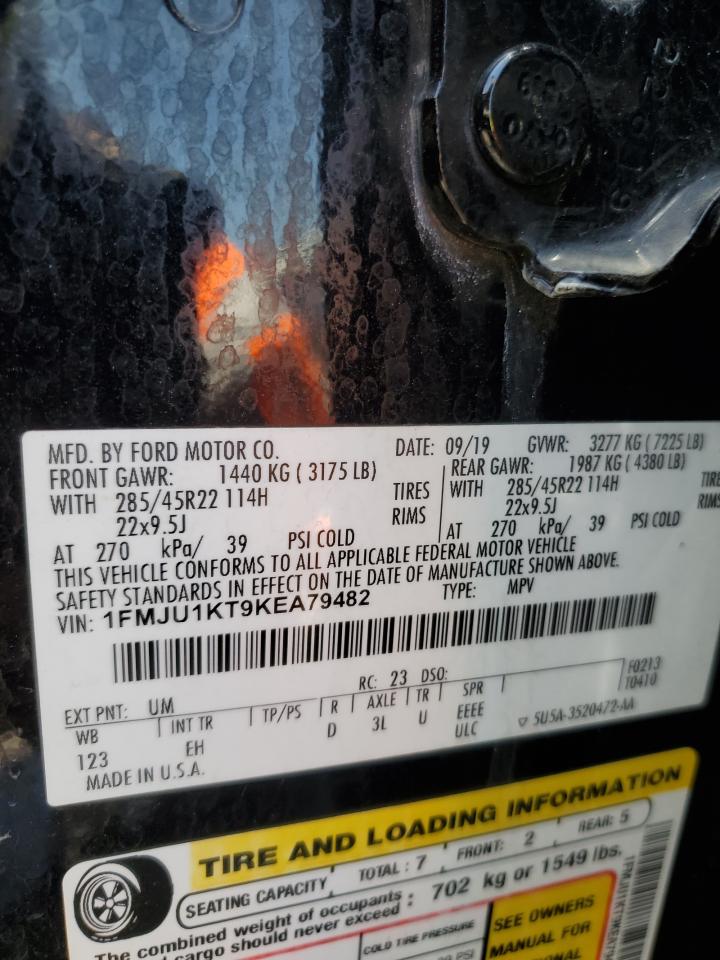 MFD. BY FORD MOTOR CO. DATE: 09/19 GVWR: 3277 KG ( 7225 LB)
FRONT GAWR: 1440 KG ( 3175 LB) REAR GAWR: 1987 KG ( 4380 LB)
WITH 285/45R22 114H TIRES WITH 285/45R22 114H TIRE
22x9.5J RIMS 22x9.5J RIMS
AT 270 kPa/ 39 PSI COLD AT 270 kPa/ 39 PSI COLD
THIS VEHICLE CONFORMS TO ALL APPLICABLE FEDERAL MOTOR VEHICLE
SAFETY STANDARDS IN EFFECT ON THE DATE OF MANUFACTURE SHOWN ABOVE.
VIN: 1FMJU1KT9KEA79482 TYPE: MPV
EXT PNT: UM RC: 23 DSO: F0213
T0410
WB INT TR TP/PS R AXLE TR SPR
123 EH D 3L U EEEE 5U5A-3520472-AA
ULC
MADE IN U.S.A.
TIRE AND LOADING INFORMATION
SEATING CAPACITY TOTAL : 7 FRONT: 2 REAR: 5
The combined weight of occupants : 702 kg or 1549 lbs.
cargo should never exceed
COLD TIRE PRESSURE SEE OWNERS
MANUAL FOR